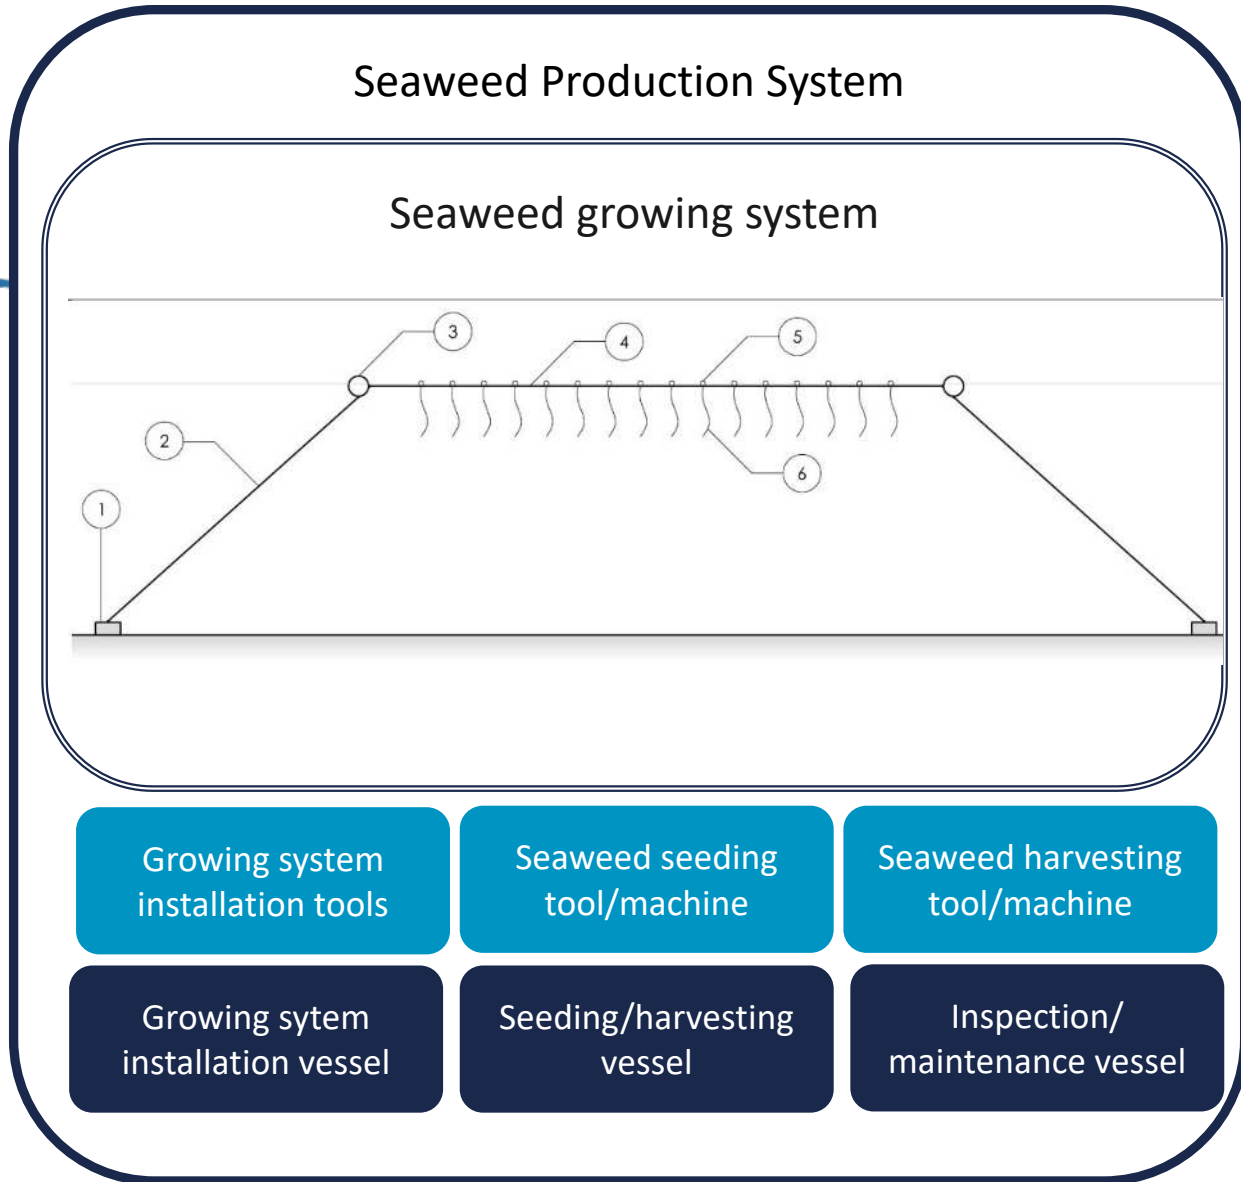 Seaweed Production System
Seaweed growing system
3
4
5
2
6
1
Growing system
installation tools
Seaweed seeding
tool/machine
Seaweed harvesting
tool/machine
Growing sytem
installation vessel
Seeding/harvesting
vessel
Inspection/
maintenance vessel